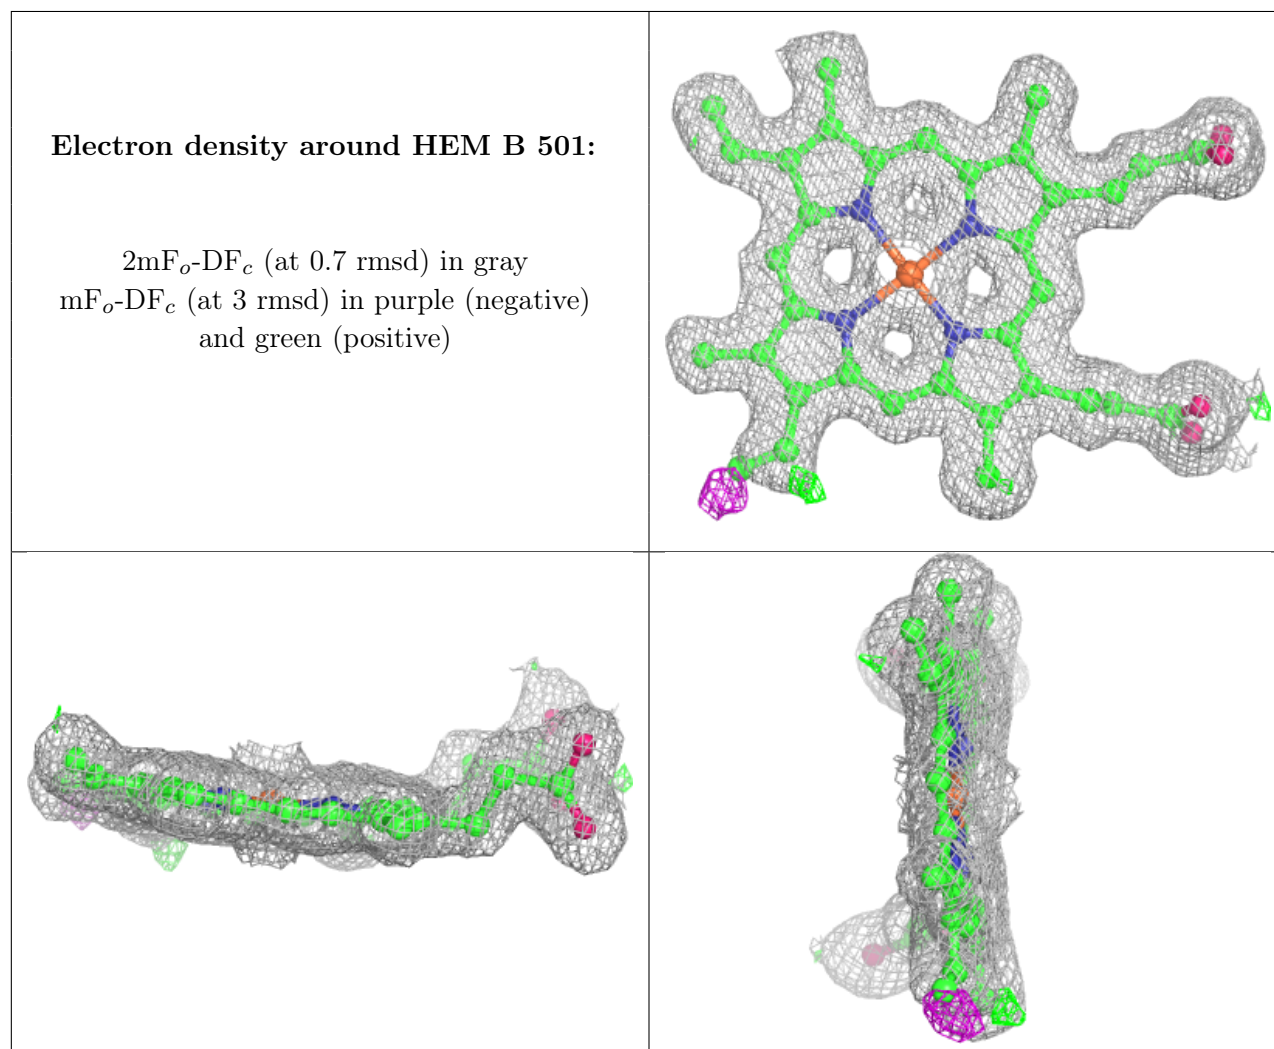 Electron density around HEM B 501:
2mFo-DFc (at 0.7 rmsd) in gray
mFo-DFc (at 3 rmsd) in purple (negative)
and green (positive)